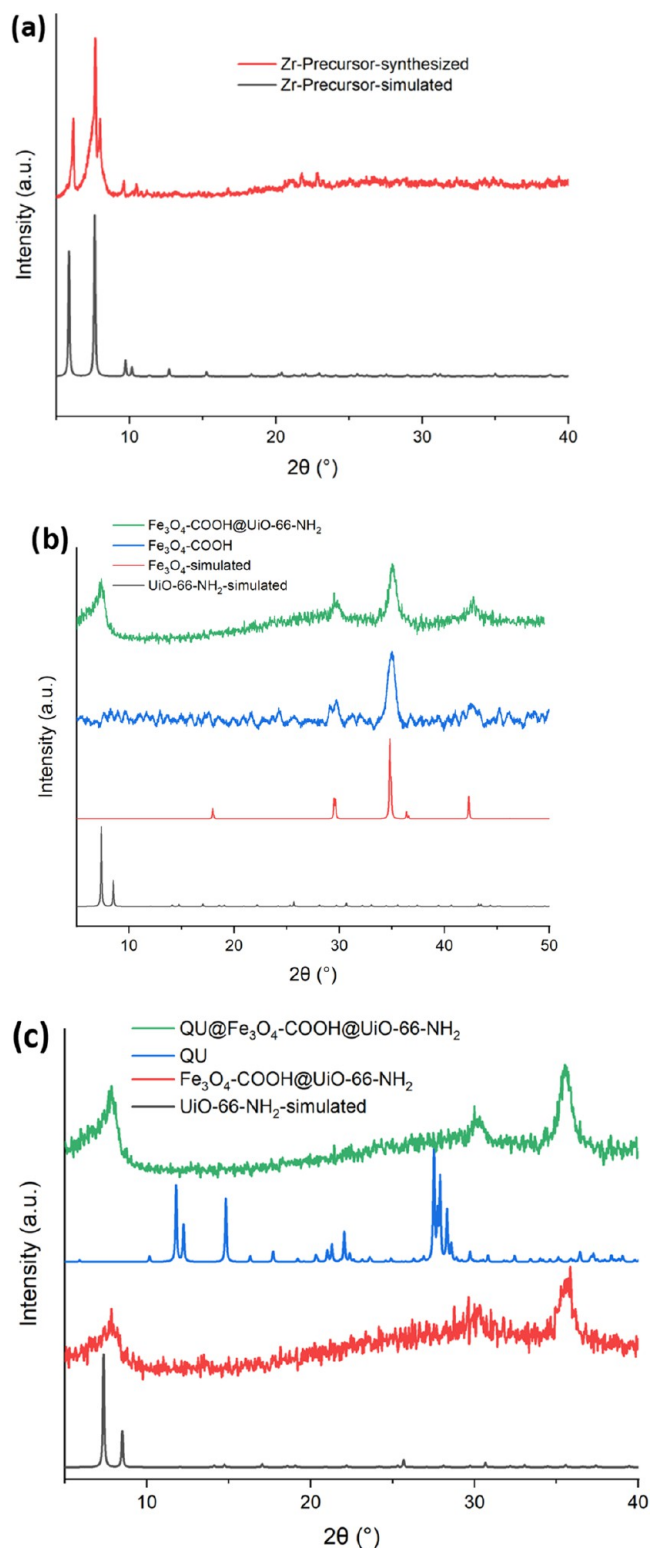 (a)
Zr-Precursor-synthesized
Zr-Precursor-simulated
Intensity (a.u.)
10 20 30 40
2θ (°)
(b)
Fe₃O₄-COOH@UiO-66-NH₂
Fe₃O₄-COOH
Fe₃O₄-simulated
UiO-66-NH₂-simulated
Intensity (a.u.)
10 20 30 40 50
2θ (°)
(c)
QU@Fe₃O₄-COOH@UiO-66-NH₂
QU
Fe₃O₄-COOH@UiO-66-NH₂
UiO-66-NH₂-simulated
Intensity (a.u.)
10 20 30 40
2θ (°)